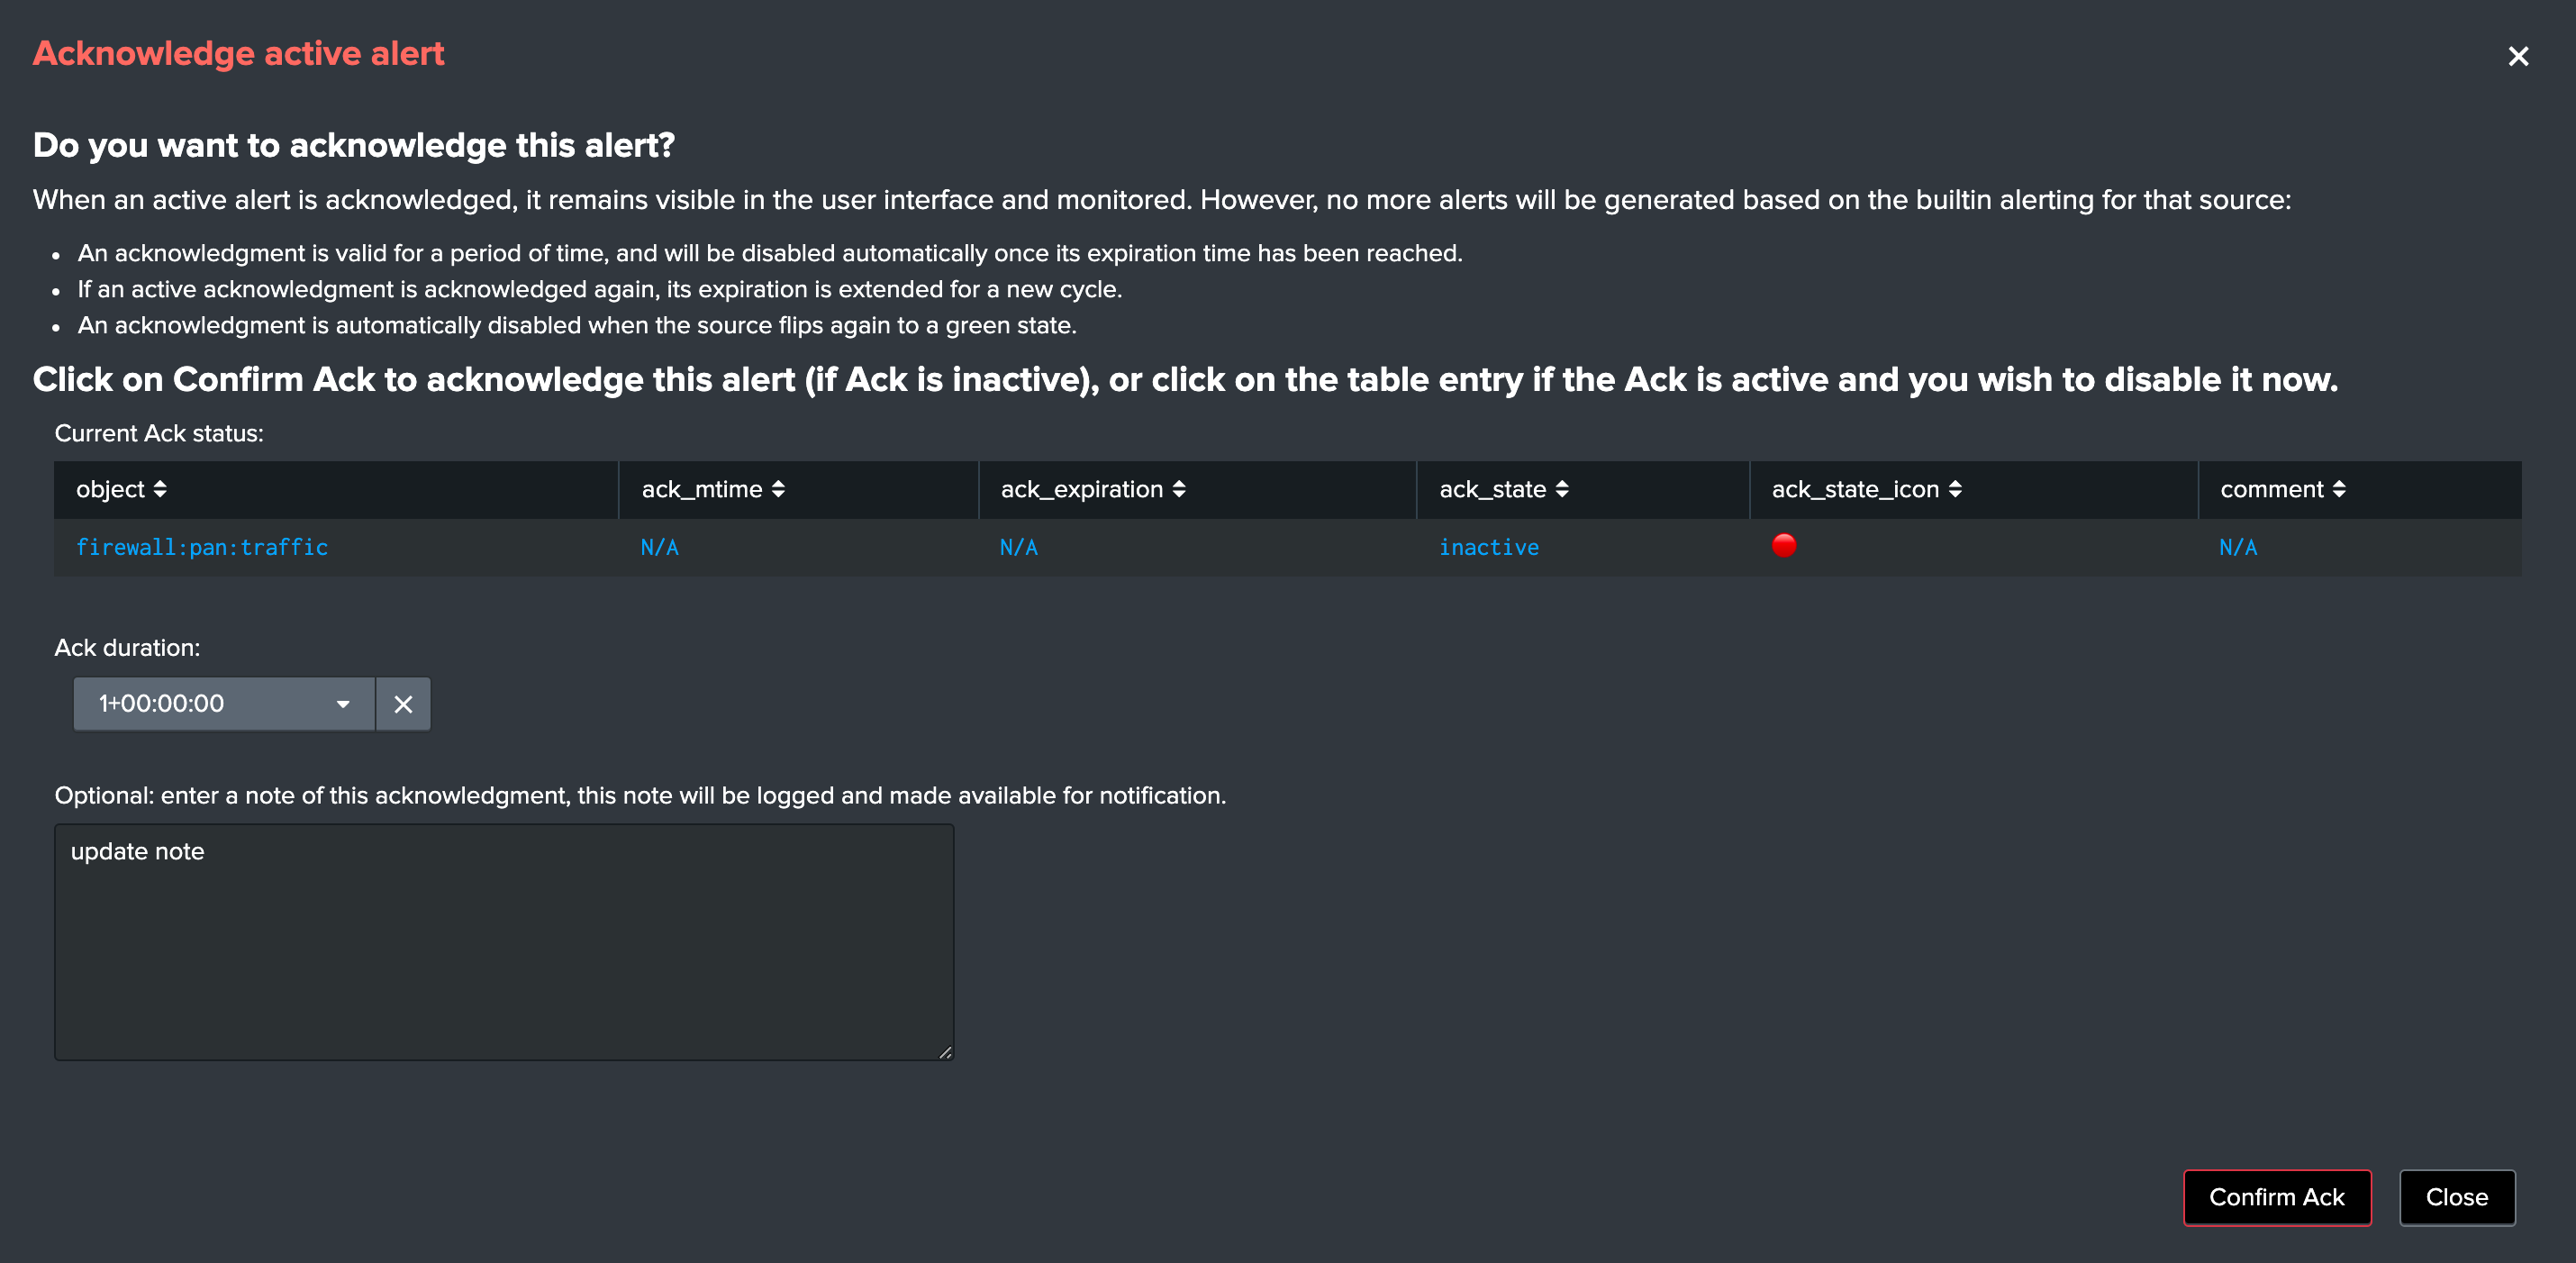 Acknowledge active alert
Do you want to acknowledge this alert?
When an active alert is acknowledged, it remains visible in the user interface and monitored. However, no more alerts will be generated based on the builtin alerting for that source:
• An acknowledgment is valid for a period of time, and will be disabled automatically once its expiration time has been reached.
• If an active acknowledgment is acknowledged again, its expiration is extended for a new cycle.
• An acknowledgment is automatically disabled when the source flips again to a green state.
Click on Confirm Ack to acknowledge this alert (if Ack is inactive), or click on the table entry if the Ack is active and you wish to disable it now.
Current Ack status:
object ack_mtime ack_expiration ack_state ack_state_icon comment
firewall:pan:traffic N/A N/A inactive N/A
Ack duration:
1+00:00:00
Optional: enter a note of this acknowledgment, this note will be logged and made available for notification.
update note
Confirm Ack Close